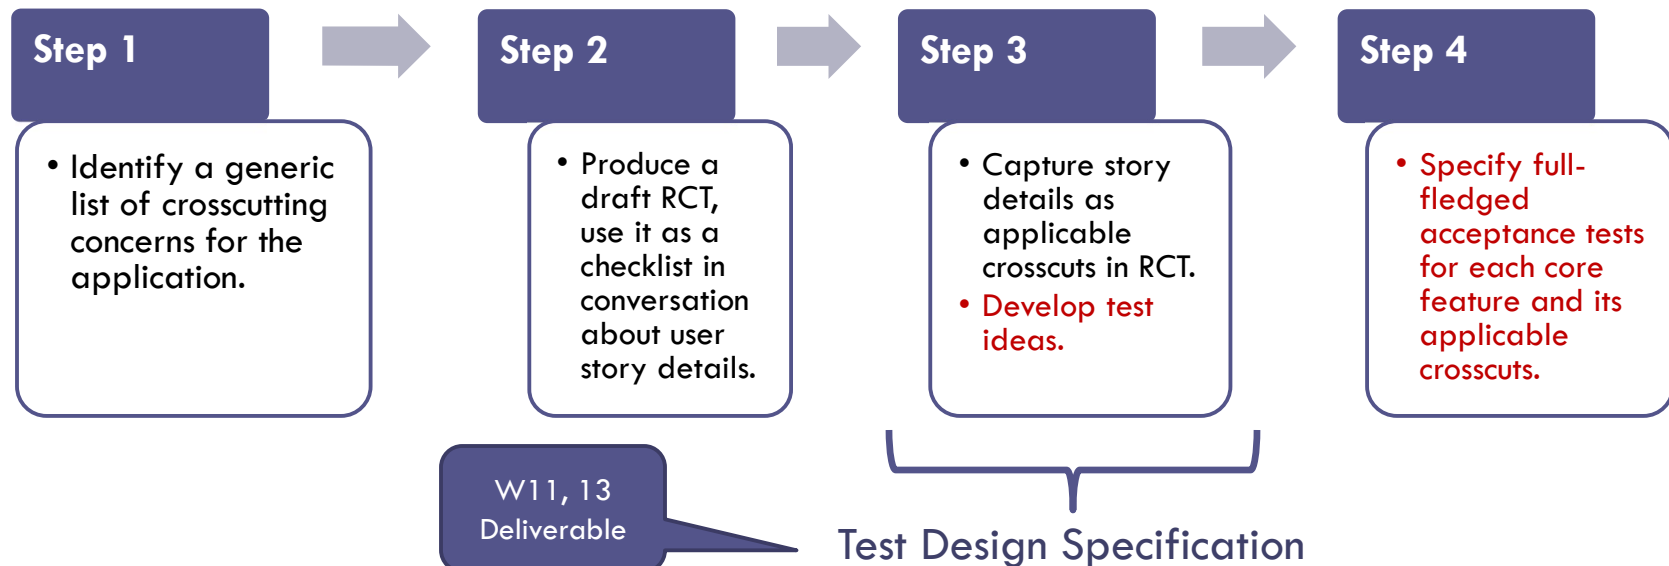 Step 1
• Identify a generic
list of crosscutting
concerns for the
application.
Step 2
• Produce a
draft RCT,
use it as a
checklist in
conversation
about user
story details.
Step 3
• Capture story
details as
applicable
crosscuts in RCT.
• Develop test
ideas.
Step 4
• Specify full-
fledged
acceptance tests
for each core
feature and its
applicable
crosscuts.
W11, 13
Deliverable
Test Design Specification